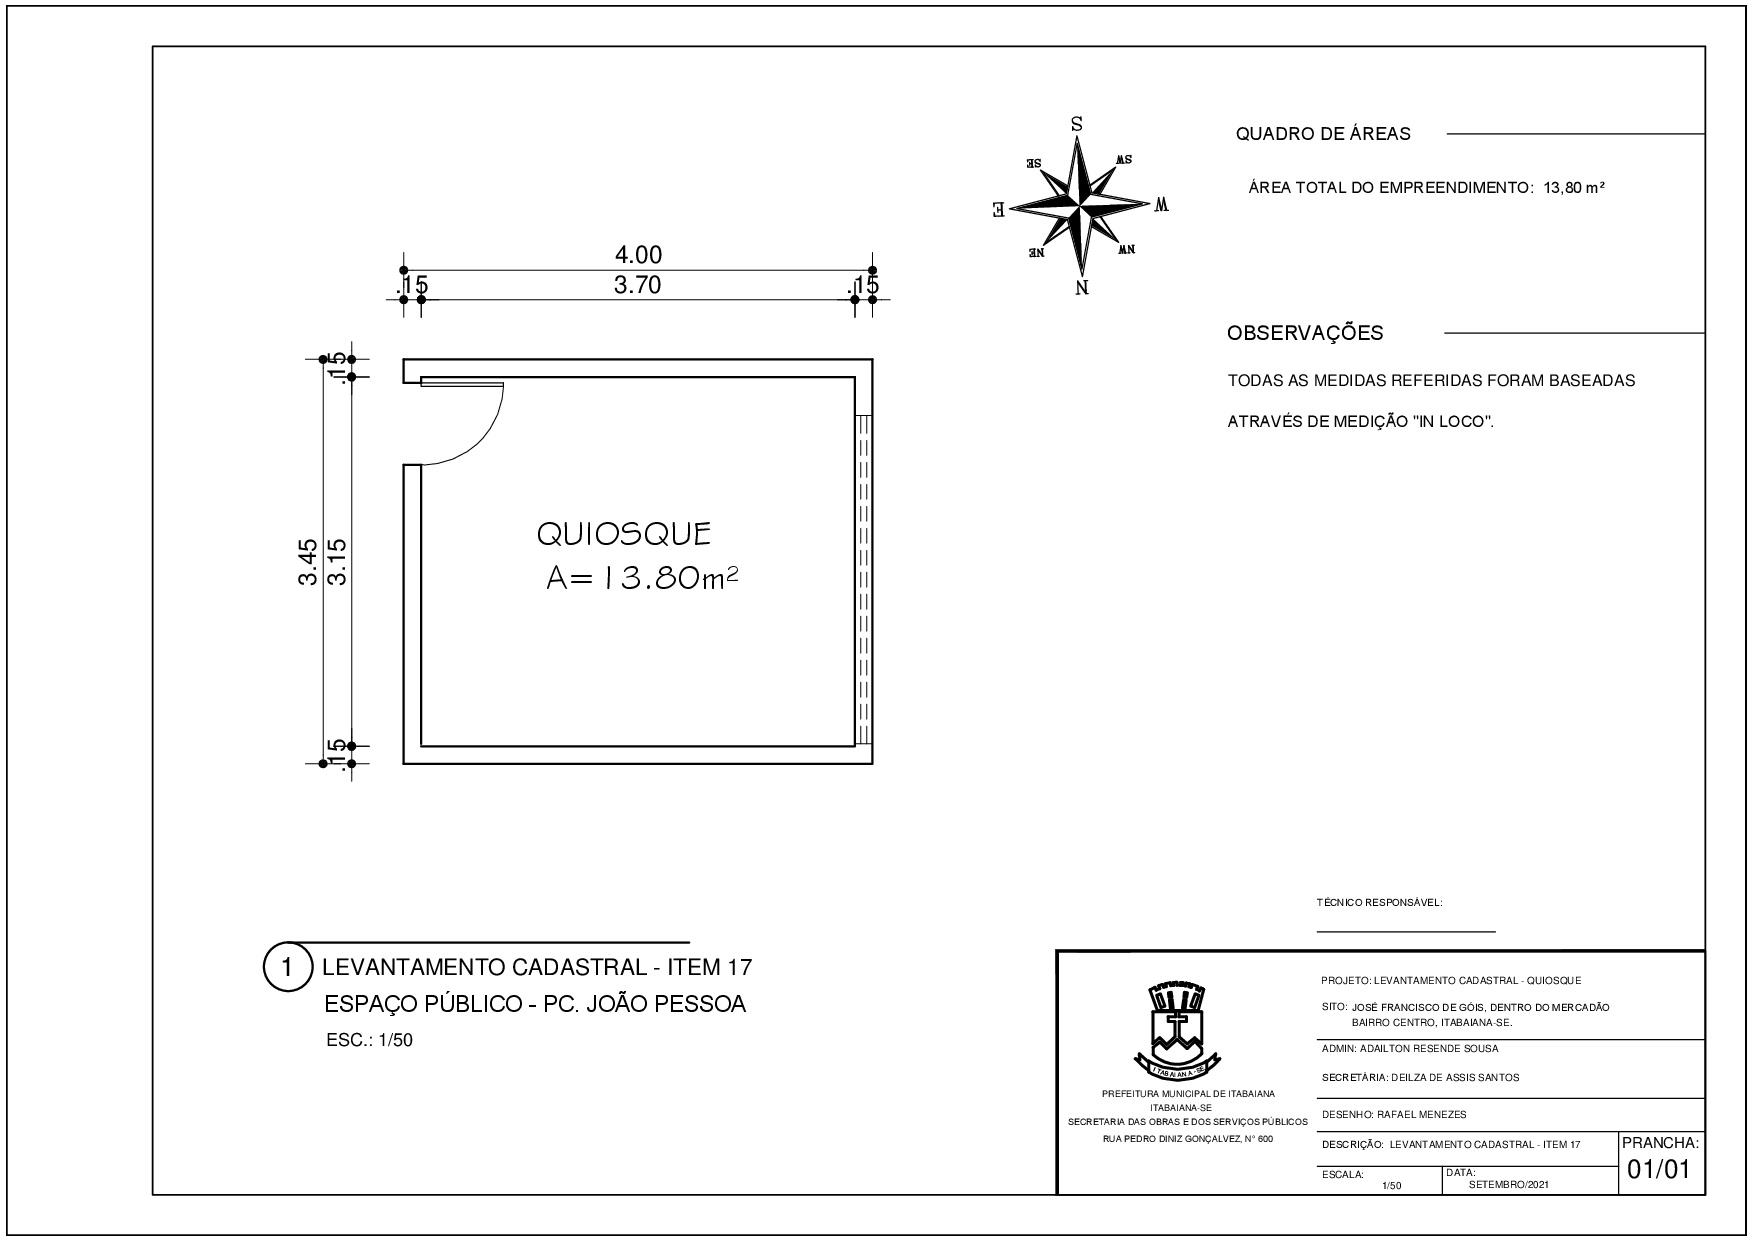 S
SE
SW
E
W
NE
NW
N
QUADRO DE ÁREAS
ÁREA TOTAL DO EMPREENDIMENTO: 13,80 m²
4.00
.15
3.70
.15
OBSERVAÇÕES
TODAS AS MEDIDAS REFERIDAS FORAM BASEADAS
ATRAVÉS DE MEDIÇÃO "IN LOCO".
.15
3.45
3.15
.15
QUIOSQUE
A=13.80m²
1
LEVANTAMENTO CADASTRAL - ITEM 17
ESPAÇO PÚBLICO - PC. JOÃO PESSOA
ESC.: 1/50
TÉCNICO RESPONSÁVEL:
ITABAIANA-SE
PREFEITURA MUNICIPAL DE ITABAIANA
ITABAIANA-SE
SECRETARIA DAS OBRAS E DOS SERVIÇOS PÚBLICOS
RUA PEDRO DINIZ GONÇALVEZ, N° 600
PROJETO: LEVANTAMENTO CADASTRAL - QUIOSQUE
SITO: JOSÉ FRANCISCO DE GÓIS, DENTRO DO MERCADÃO
BAIRRO CENTRO, ITABAIANA-SE.
ADMIN: ADAILTON RESENDE SOUSA
SECRETÁRIA: DEILZA DE ASSIS SANTOS
DESENHO: RAFAEL MENEZES
DESCRIÇÃO: LEVANTAMENTO CADASTRAL - ITEM 17
ESCALA:
1/50
DATA:
SETEMBRO/2021
PRANCHA:
01/01